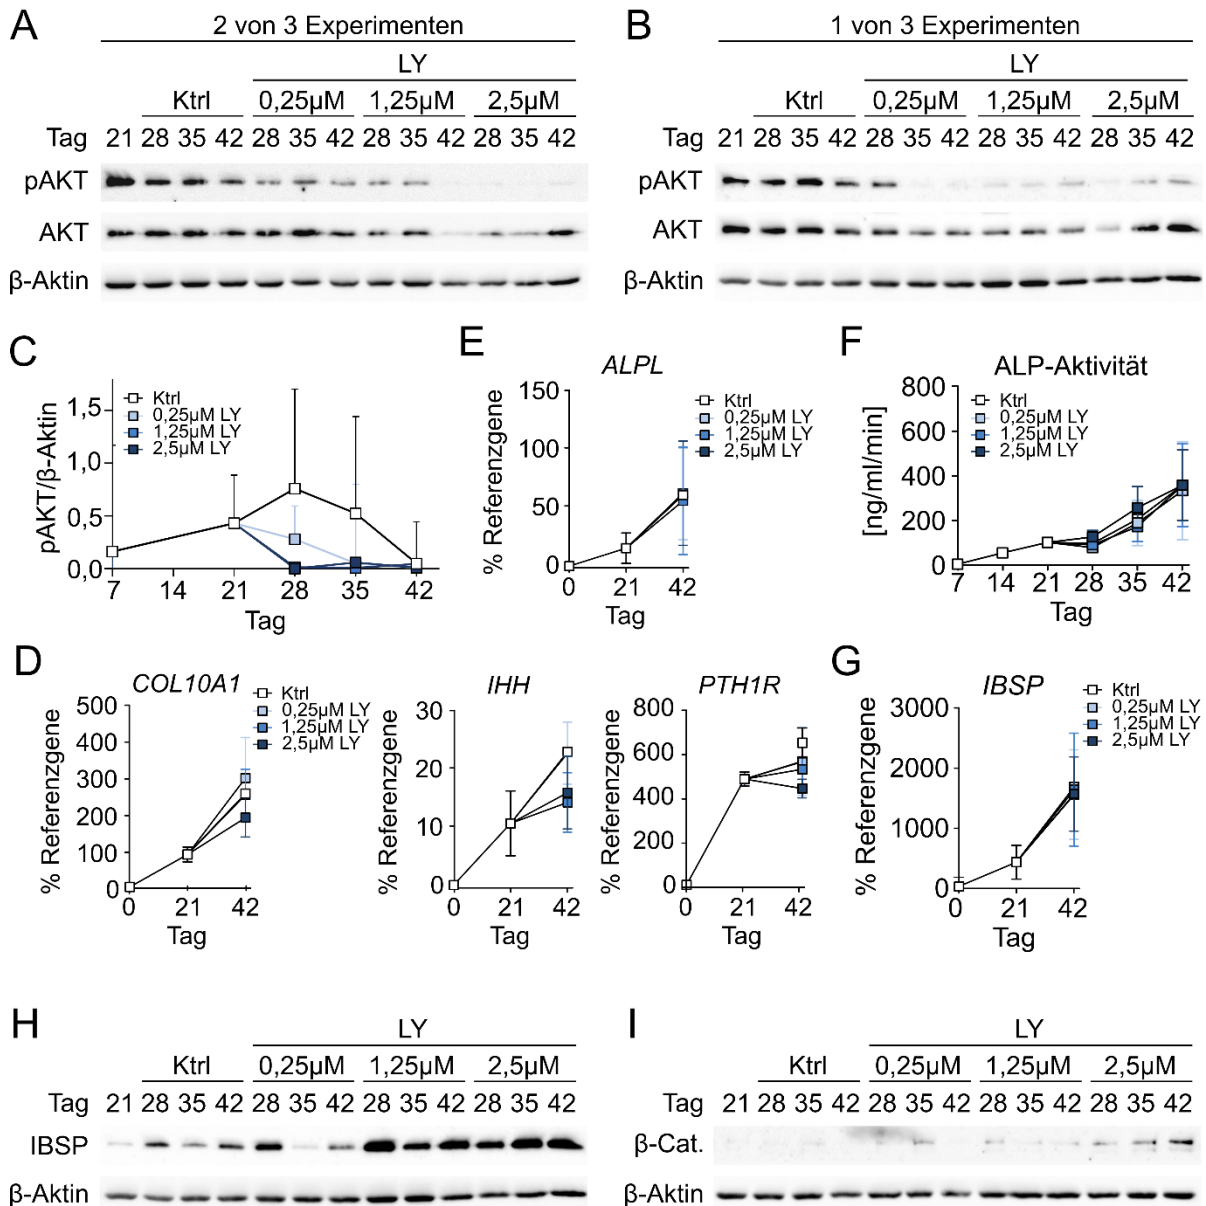 A
2 von 3 Experimenten
LY
Ktrl 0,25µM 1,25µM 2,5µM
Tag 21 28 35 42 28 35 42 28 35 42 28 35 42
pAKT
AKT
β-Aktin
B
1 von 3 Experimenten
LY
Ktrl 0,25µM 1,25µM 2,5µM
Tag 21 28 35 42 28 35 42 28 35 42 28 35 42
pAKT
AKT
β-Aktin
C
pAKT/β-Aktin
1,5
1,0
0,5
0,0
Ktrl
0,25µM LY
1,25µM LY
2,5µM LY
7 14 21 28 35 42
Tag
E
ALPL
% Referenzgene
150
100
50
0
Ktrl
0,25µM LY
1,25µM LY
2,5µM LY
0 21 42
Tag
F
ALP-Aktivität
[ng/ml/min]
800
600
400
200
0
Ktrl
0,25µM LY
1,25µM LY
2,5µM LY
7 14 21 28 35 42
Tag
D
COL10A1
% Referenzgene
500
400
300
200
100
0
Ktrl
0,25µM LY
1,25µM LY
2,5µM LY
0 21 42
Tag
IHH
% Referenzgene
30
20
10
0
0 21 42
Tag
PTH1R
% Referenzgene
800
600
400
200
0
0 21 42
Tag
G
IBSP
% Referenzgene
3000
2000
1000
0
Ktrl
0,25µM LY
1,25µM LY
2,5µM LY
0 21 42
Tag
H
LY
Ktrl 0,25µM 1,25µM 2,5µM
Tag 21 28 35 42 28 35 42 28 35 42 28 35 42
IBSP
β-Aktin
I
LY
Ktrl 0,25µM 1,25µM 2,5µM
Tag 21 28 35 42 28 35 42 28 35 42 28 35 42
β-Cat.
β-Aktin